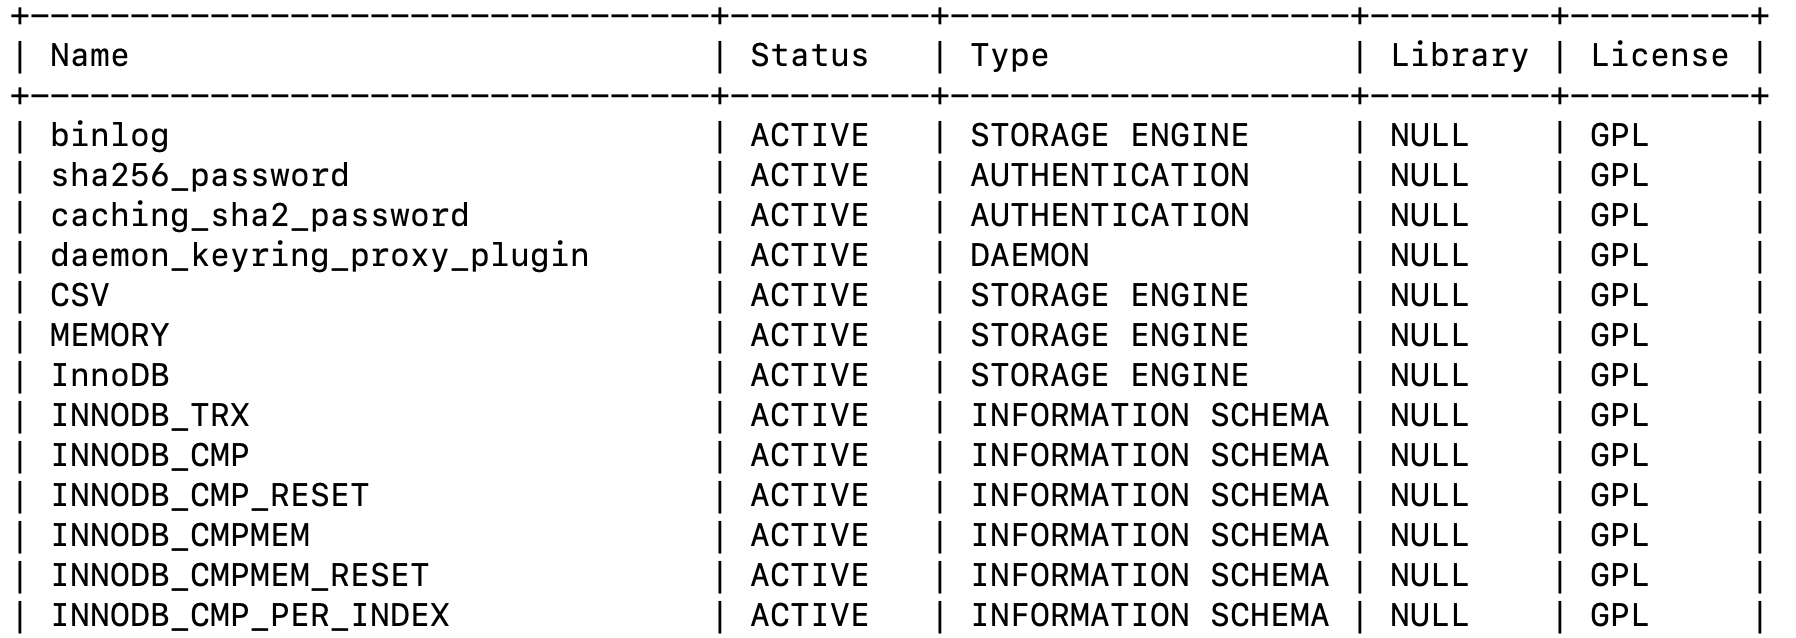 +----------------------------------+----------+--------------------+---------+---------+
| Name                             | Status   | Type               | Library | License |
+----------------------------------+----------+--------------------+---------+---------+
| binlog                           | ACTIVE   | STORAGE ENGINE     | NULL    | GPL     |
| sha256_password                  | ACTIVE   | AUTHENTICATION     | NULL    | GPL     |
| caching_sha2_password            | ACTIVE   | AUTHENTICATION     | NULL    | GPL     |
| daemon_keyring_proxy_plugin      | ACTIVE   | DAEMON             | NULL    | GPL     |
| CSV                              | ACTIVE   | STORAGE ENGINE     | NULL    | GPL     |
| MEMORY                           | ACTIVE   | STORAGE ENGINE     | NULL    | GPL     |
| InnoDB                           | ACTIVE   | STORAGE ENGINE     | NULL    | GPL     |
| INNODB_TRX                       | ACTIVE   | INFORMATION SCHEMA | NULL    | GPL     |
| INNODB_CMP                       | ACTIVE   | INFORMATION SCHEMA | NULL    | GPL     |
| INNODB_CMP_RESET                 | ACTIVE   | INFORMATION SCHEMA | NULL    | GPL     |
| INNODB_CMPMEM                    | ACTIVE   | INFORMATION SCHEMA | NULL    | GPL     |
| INNODB_CMPMEM_RESET              | ACTIVE   | INFORMATION SCHEMA | NULL    | GPL     |
| INNODB_CMP_PER_INDEX             | ACTIVE   | INFORMATION SCHEMA | NULL    | GPL     |